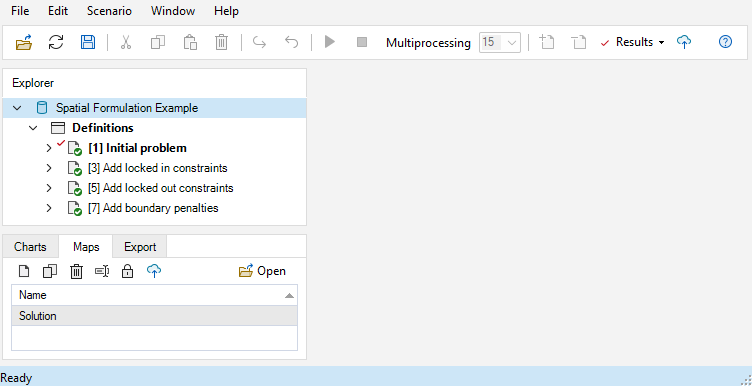 File Edit Scenario Window Help
Multiprocessing 15 Results
Explorer
Spatial Formulation Example
Definitions
[1] Initial problem
[3] Add locked in constraints
[5] Add locked out constraints
[7] Add boundary penalties
Charts Maps Export
Open
Name
Solution
Ready